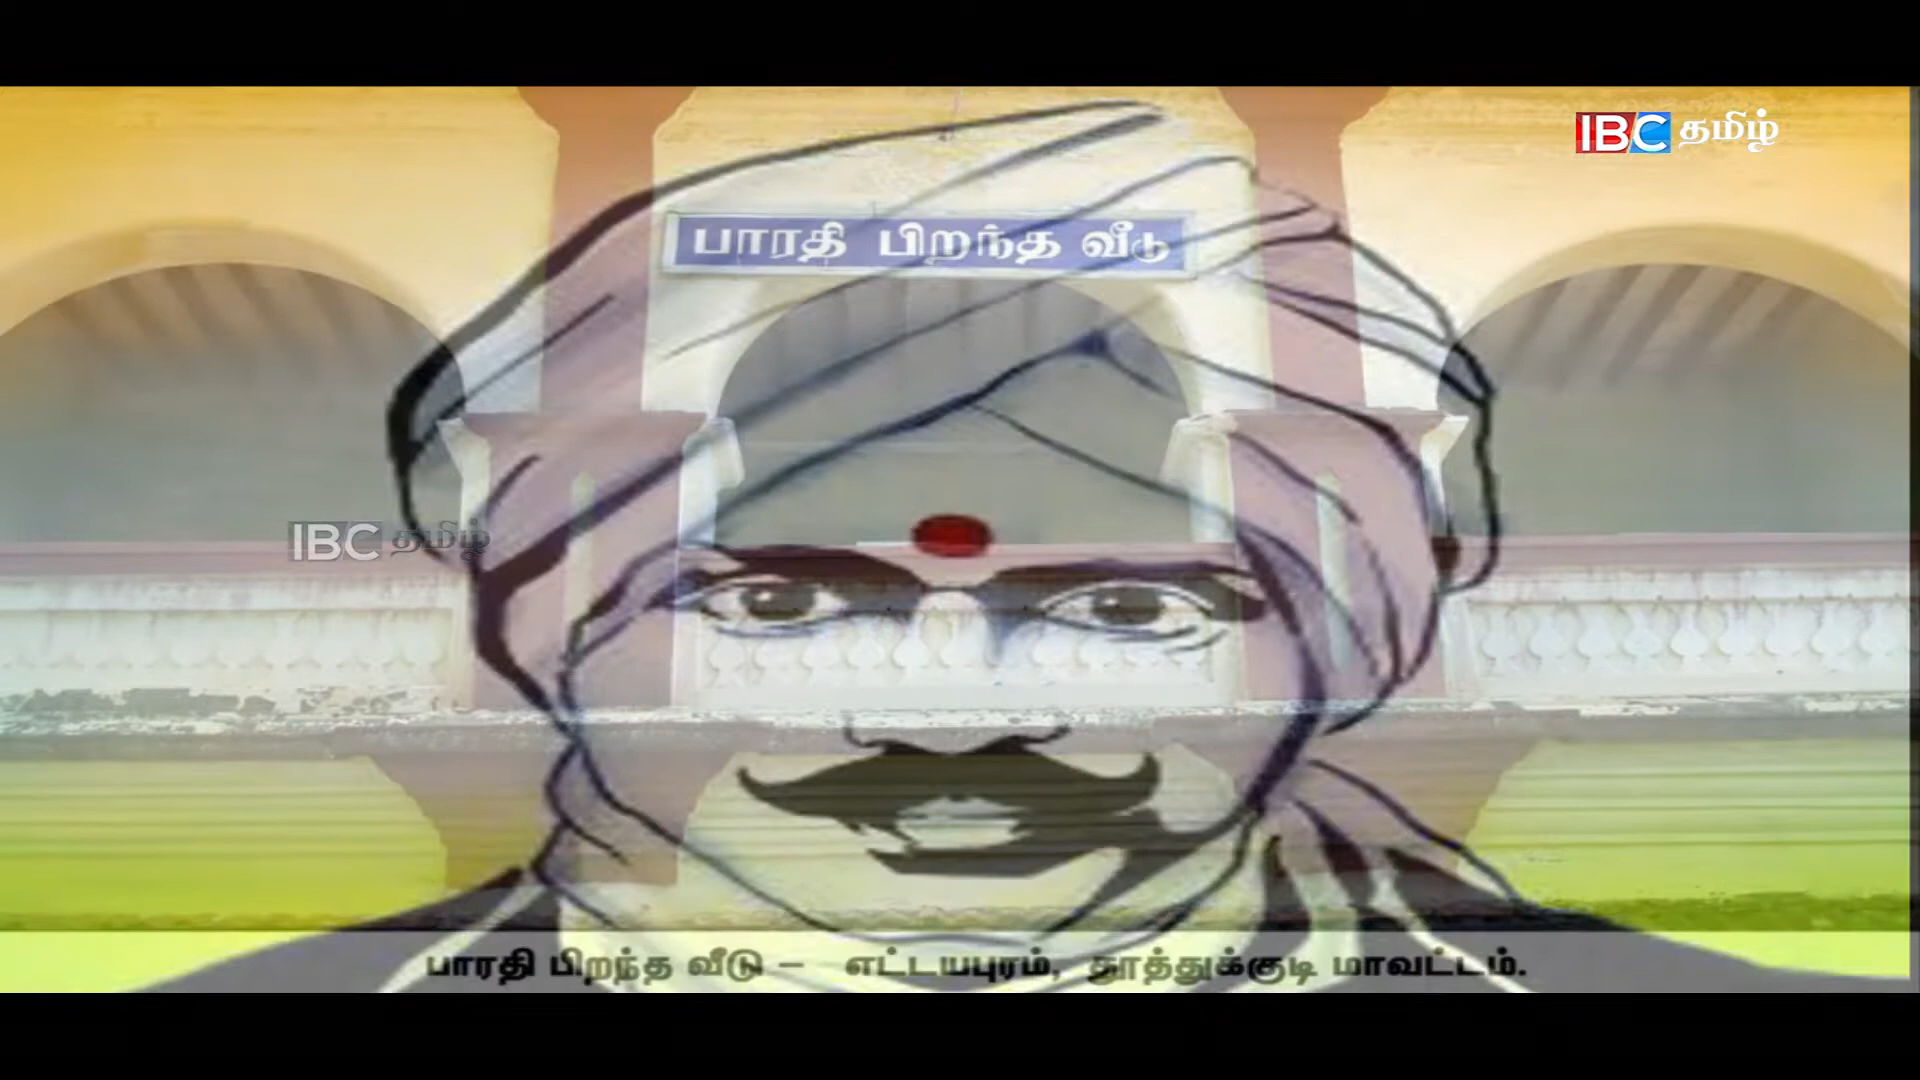 IBC தமிழ்
பாரதி பிறந்த வீடு
IBC தமிழ்
பாரதி பிறந்த வீடு – எட்டயபுரம், தூத்துக்குடி மாவட்டம்.